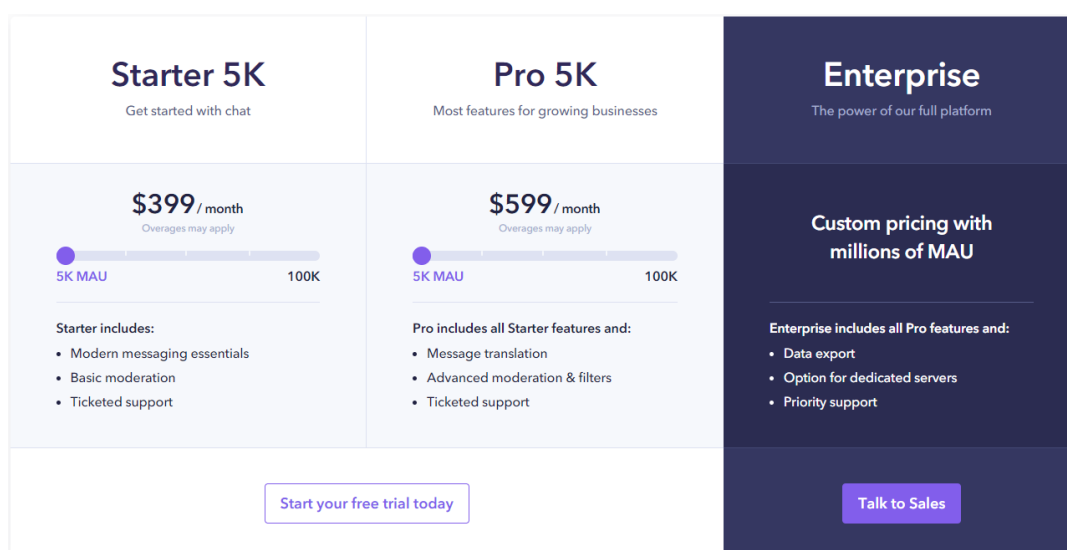 Starter 5K
Get started with chat
$399 / month
Overages may apply
5K MAU
100K
Starter includes:
• Modern messaging essentials
• Basic moderation
• Ticketed support
Pro 5K
Most features for growing businesses
$599 / month
Overages may apply
5K MAU
100K
Pro includes all Starter features and:
• Message translation
• Advanced moderation & filters
• Ticketed support
Start your free trial today
Enterprise
The power of our full platform
Custom pricing with
millions of MAU
Enterprise includes all Pro features and:
• Data export
• Option for dedicated servers
• Priority support
Talk to Sales